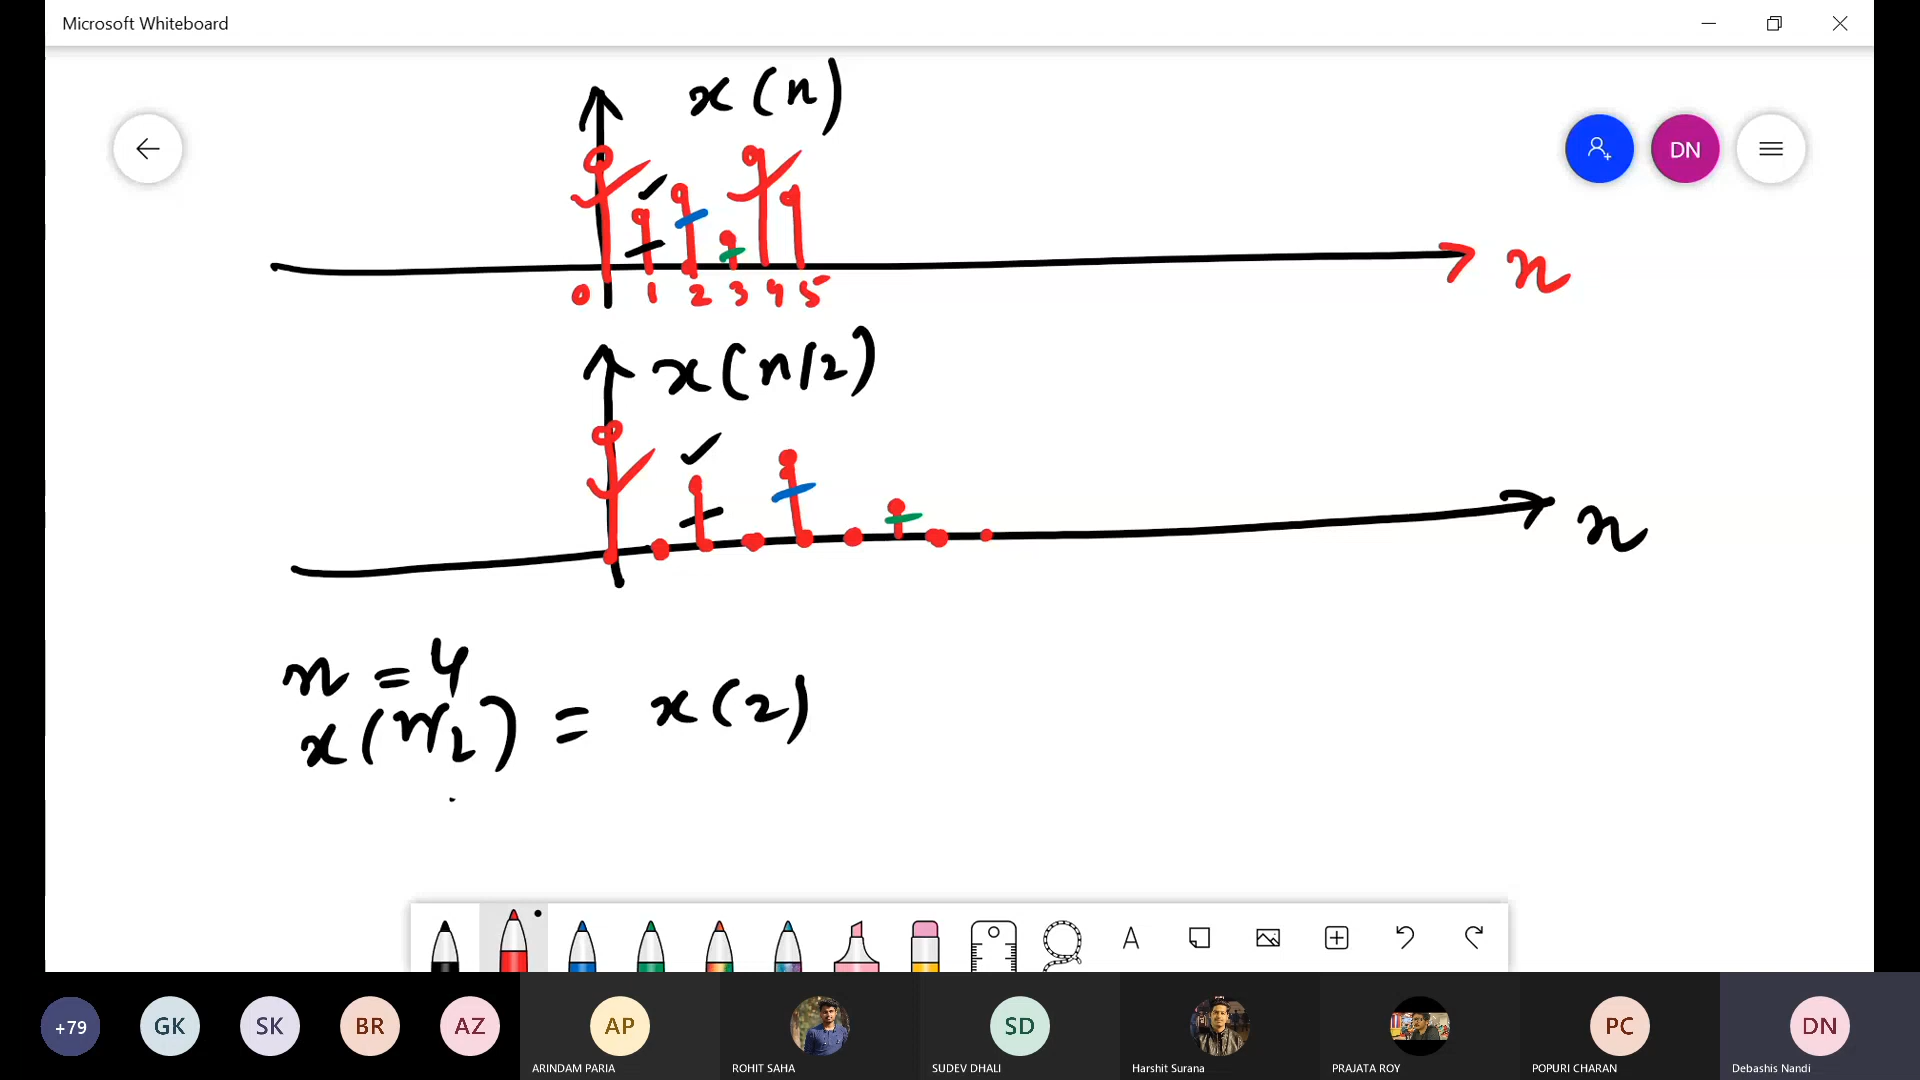 Microsoft Whiteboard
x(n)
DN
0 1 2 3 4 5
n
x(n/2)
n
n = 4
x(n/2) = x(2)
A
+79
GK
SK
BR
AZ
AP
SD
PC
DN
ARINDAM PARIA
ROHIT SAHA
SUDEV DHALI
Harshit Surana
PRAJATA ROY
POPURI CHARAN
Debashis Nandi